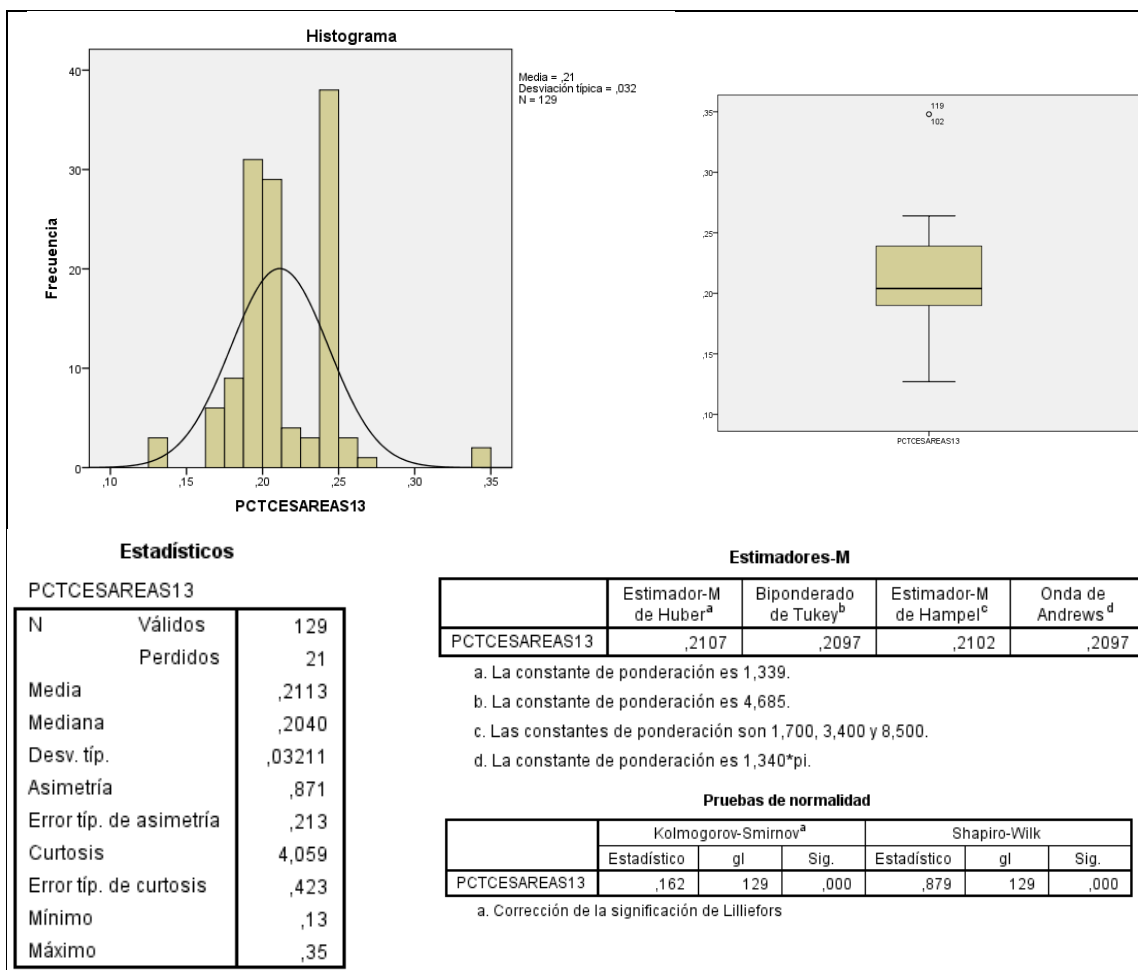 Histograma
Media = ,21
Desviación típica = ,032
N = 129
Frecuencia
40
30
20
10
0
,10 ,15 ,20 ,25 ,30 ,35
PCTCESAREAS13
,35
,30
,25
,20
,15
,10
119
102
PCTCESAREAS13
Estadísticos
PCTCESAREAS13
N Válidos 129
Perdidos 21
Media ,2113
Mediana ,2040
Desv. típ. ,03211
Asimetría ,871
Error típ. de asimetría ,213
Curtosis 4,059
Error típ. de curtosis ,423
Mínimo ,13
Máximo ,35
Estimadores-M
Estimador-M de Huberᵃ Biponderado de Tukeyᵇ Estimador-M de Hampelᶜ Onda de Andrewsᵈ
PCTCESAREAS13 ,2107 ,2097 ,2102 ,2097
a. La constante de ponderación es 1,339.
b. La constante de ponderación es 4,685.
c. Las constantes de ponderación son 1,700, 3,400 y 8,500.
d. La constante de ponderación es 1,340*pi.
Pruebas de normalidad
Kolmogorov-Smirnovᵃ Shapiro-Wilk
Estadístico gl Sig. Estadístico gl Sig.
PCTCESAREAS13 ,162 129 ,000 ,879 129 ,000
a. Corrección de la significación de Lilliefors